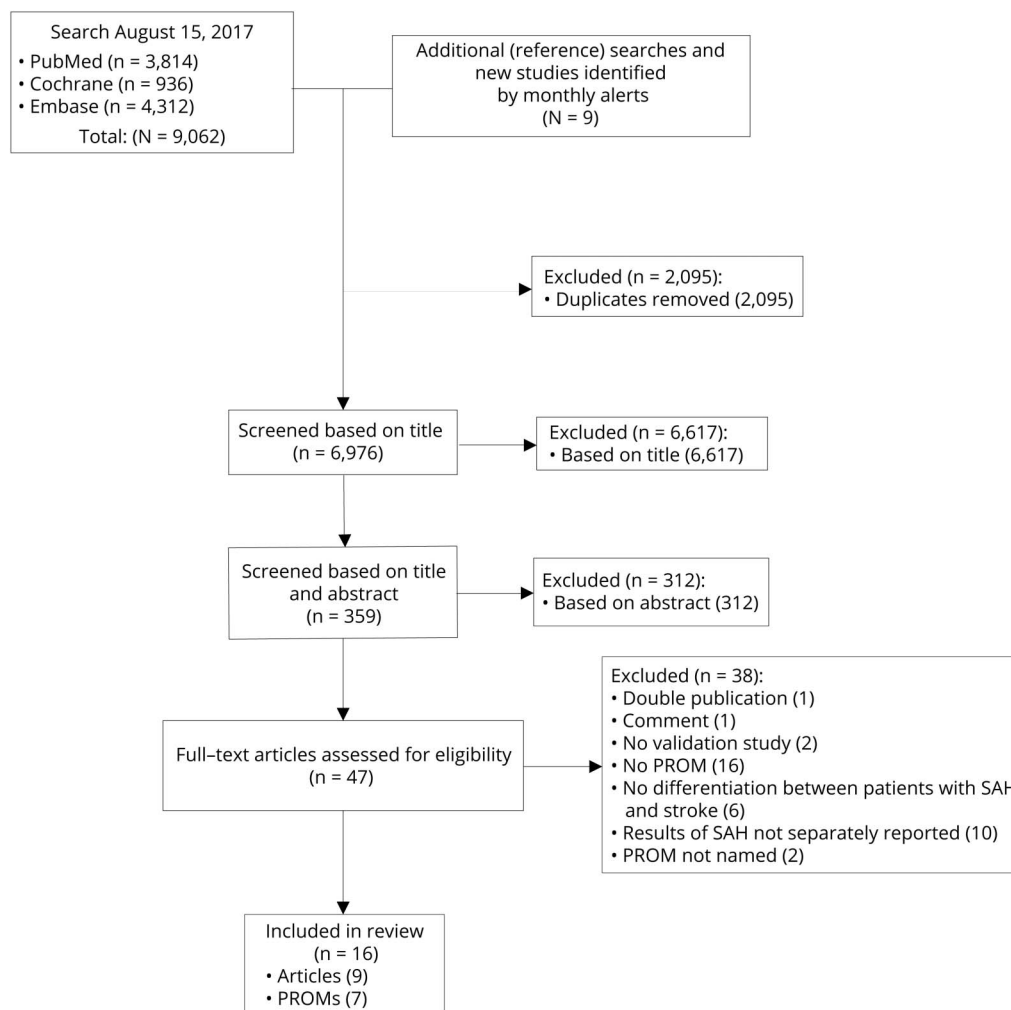 Search August 15, 2017
• PubMed (n = 3,814)
• Cochrane (n = 936)
• Embase (n = 4,312)
Total: (N = 9,062)
Additional (reference) searches and
new studies identified
by monthly alerts
(N = 9)
Excluded (n = 2,095):
• Duplicates removed (2,095)
Screened based on title
(n = 6,976)
Excluded (n = 6,617):
• Based on title (6,617)
Screened based on title
and abstract
(n = 359)
Excluded (n = 312):
• Based on abstract (312)
Full–text articles assessed for eligibility
(n = 47)
Excluded (n = 38):
• Double publication (1)
• Comment (1)
• No validation study (2)
• No PROM (16)
• No differentiation between patients with SAH
and stroke (6)
• Results of SAH not separately reported (10)
• PROM not named (2)
Included in review
(n = 16)
• Articles (9)
• PROMs (7)